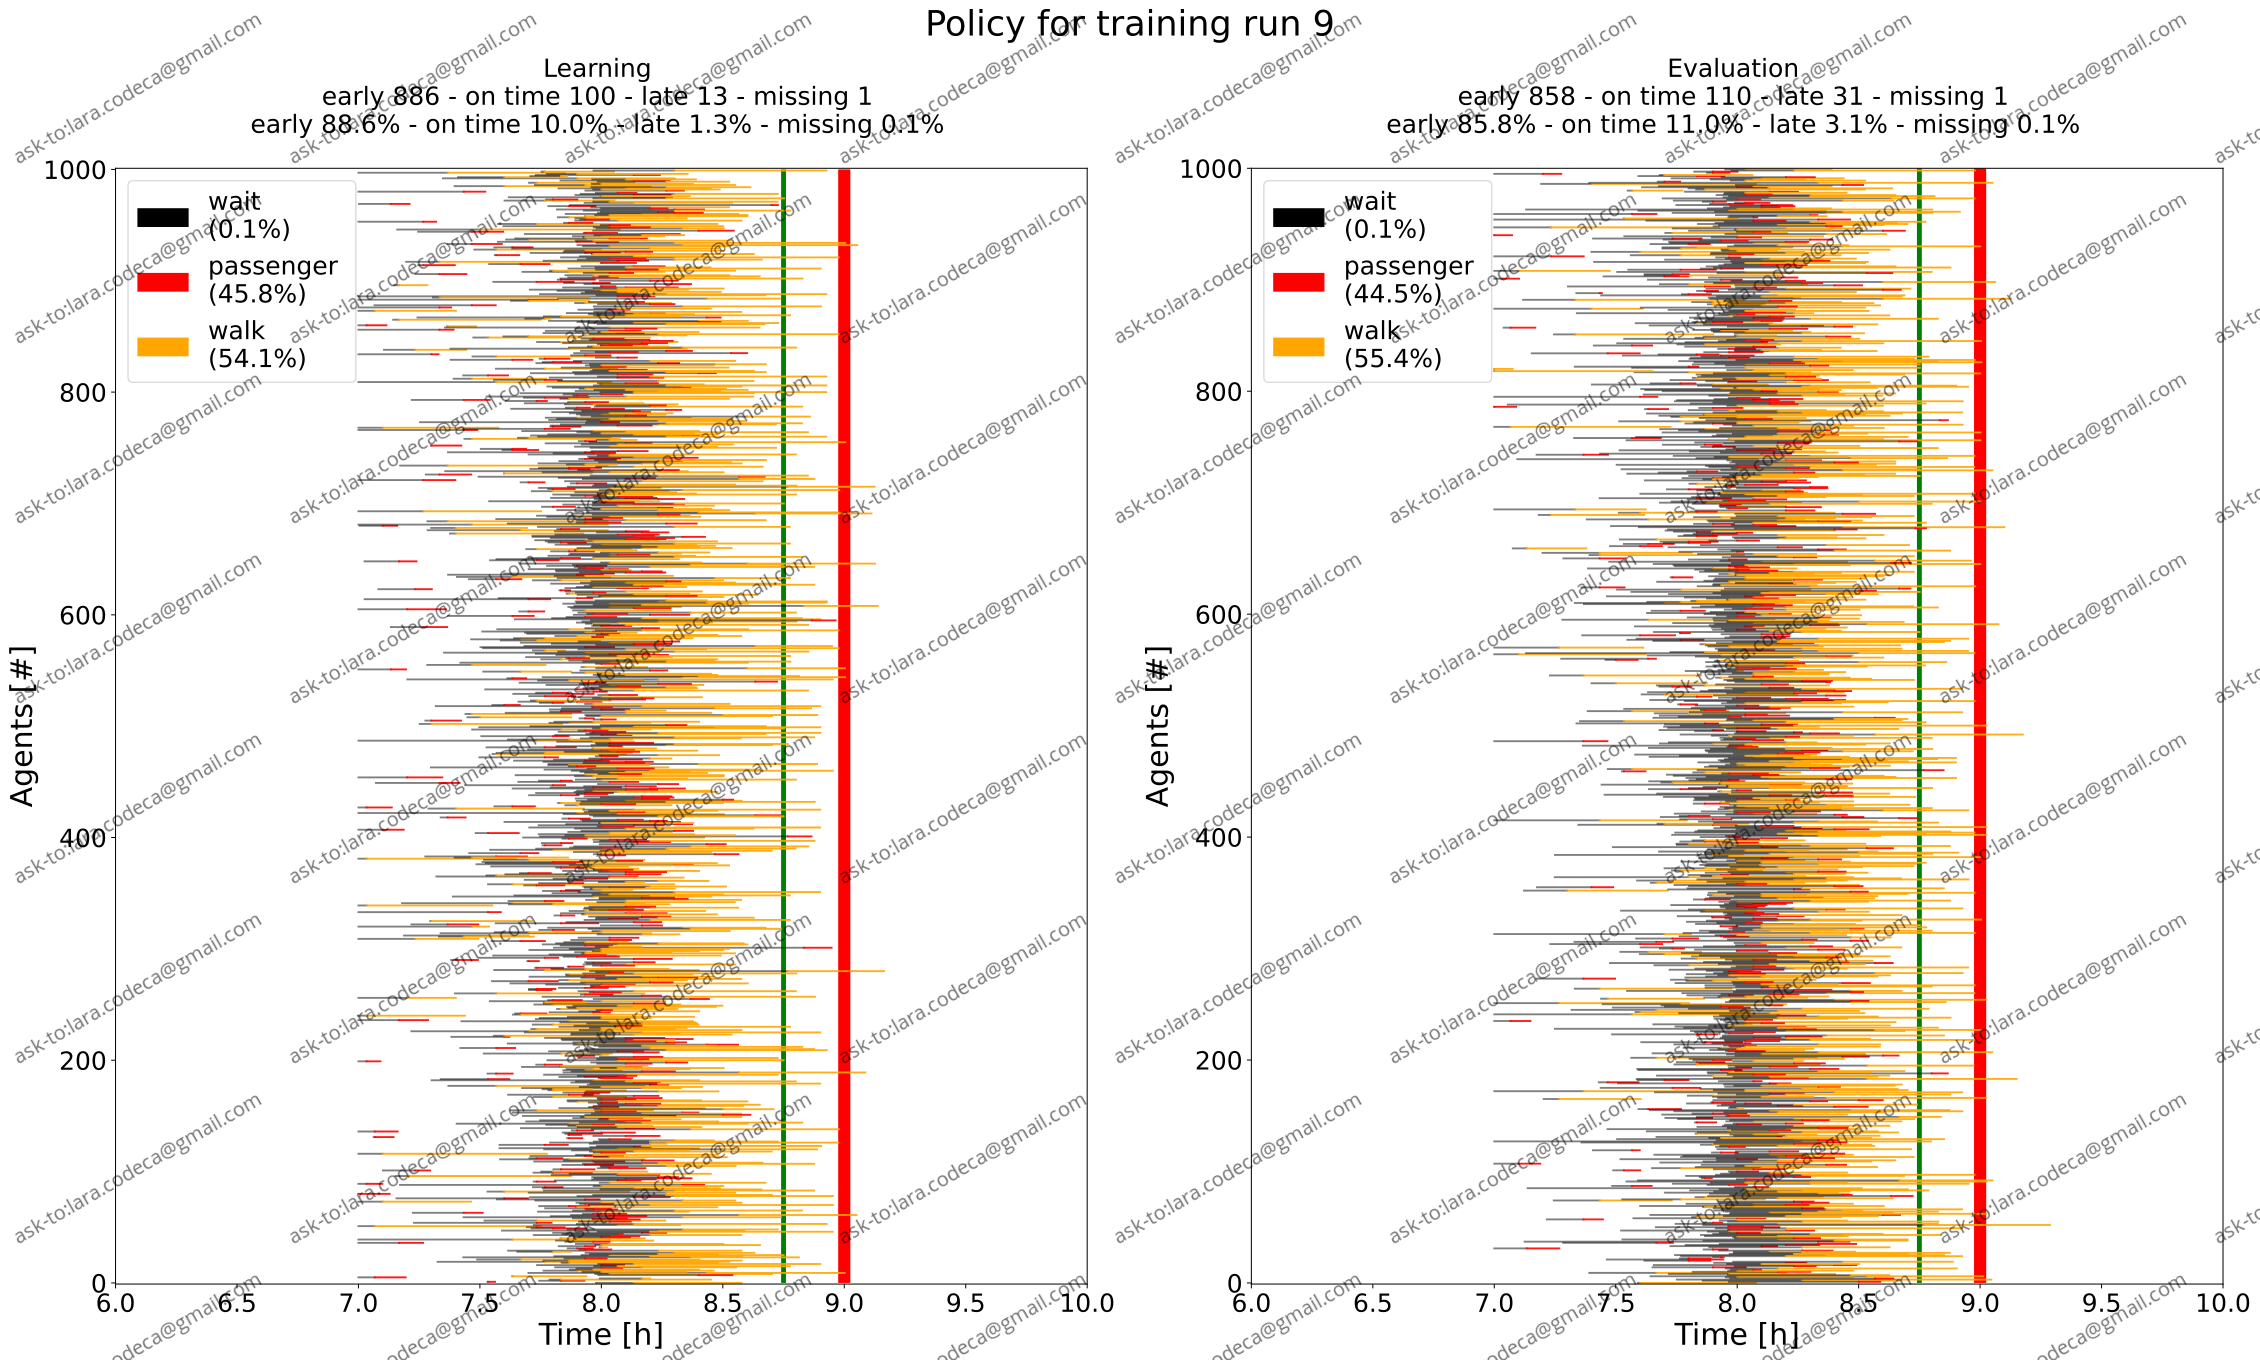 Policy for training run 9
Learning
early 886 - on time 100 - late 13 - missing 1
early 88.6% - on time 10.0% - late 1.3% - missing 0.1%
wait
(0.1%)
passenger
(45.8%)
walk
(54.1%)
Agents [#]
1000
800
600
400
200
0
6.0 6.5 7.0 7.5 8.0 8.5 9.0 9.5 10.0
Time [h]
Evaluation
early 858 - on time 110 - late 31 - missing 1
early 85.8% - on time 11.0% - late 3.1% - missing 0.1%
wait
(0.1%)
passenger
(44.5%)
walk
(55.4%)
Agents [#]
1000
800
600
400
200
0
6.0 6.5 7.0 7.5 8.0 8.5 9.0 9.5 10.0
Time [h]
ask-to:lara.codeca@gmail.com